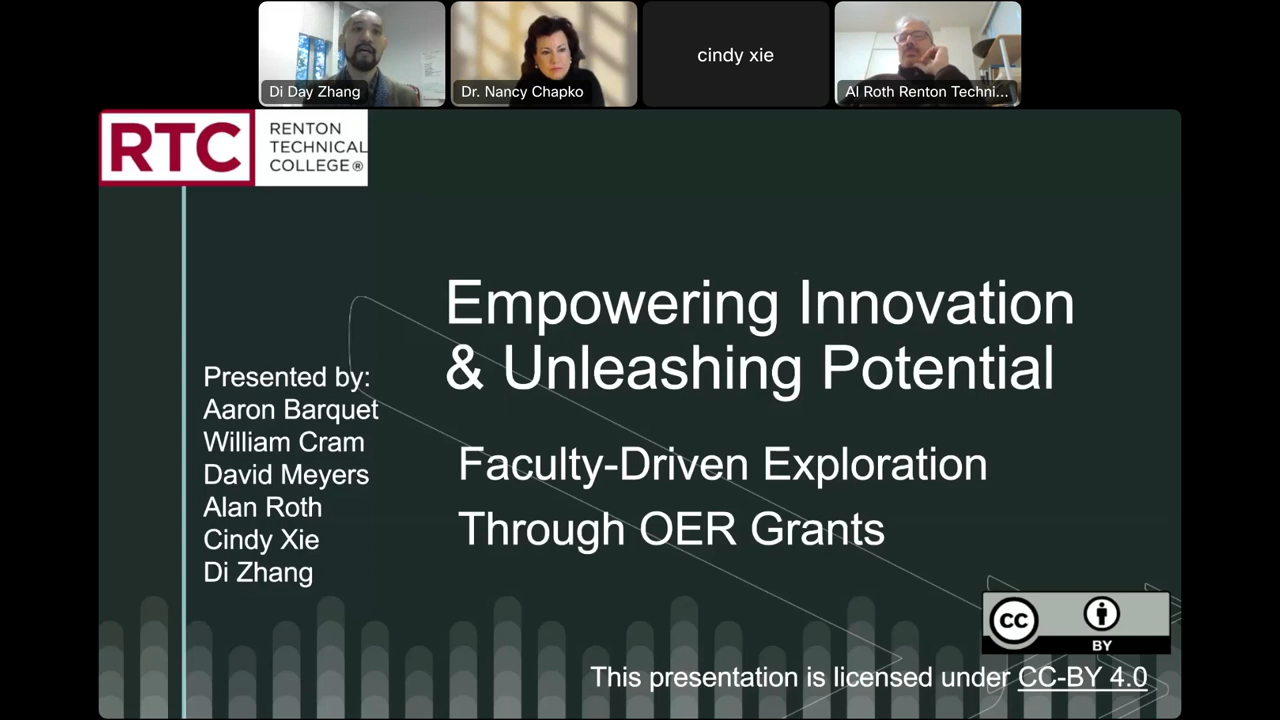 Di Day Zhang
Dr. Nancy Chapko
cindy xie
Al Roth Renton Techni...
RTC
RENTON
TECHNICAL
COLLEGE®
Empowering Innovation
& Unleashing Potential
Presented by:
Aaron Barquet
William Cram
David Meyers
Alan Roth
Cindy Xie
Di Zhang
Faculty-Driven Exploration
Through OER Grants
CC
BY
This presentation is licensed under CC-BY 4.0